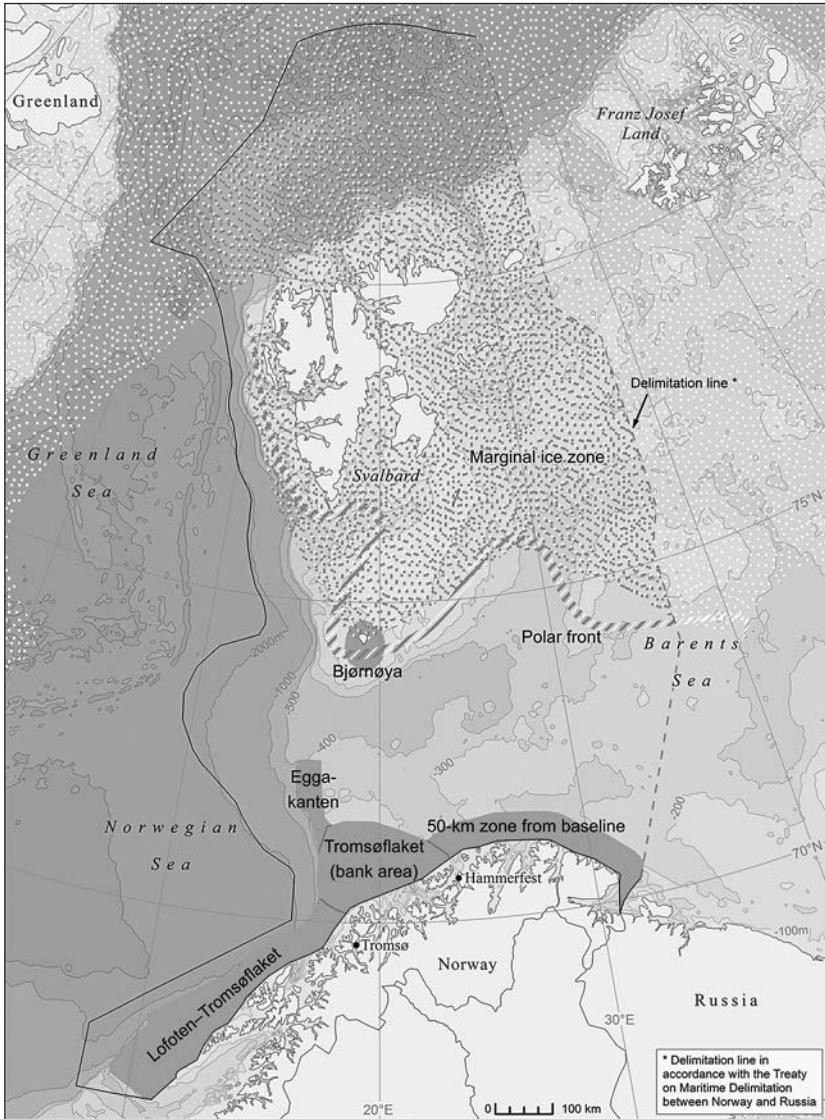 Greenland
Franz Josef
Land
Delimitation line *
Greenland
Sea
Svalbard
Marginal ice zone
75°N
-2000m
-1000
-500
Bjørnøya
Polar front
Barents
Sea
-400
-300
-200
Egga-
kanten
Norwegian
Sea
Tromsøflaket
(bank area)
50-km zone from baseline
70°N
Hammerfest
-100m
Tromsø
Lofoten–Tromsøflaket
Norway
Russia
30°E
20°E
0 100 km
* Delimitation line in
accordance with the Treaty
on Maritime Delimitation
between Norway and Russia